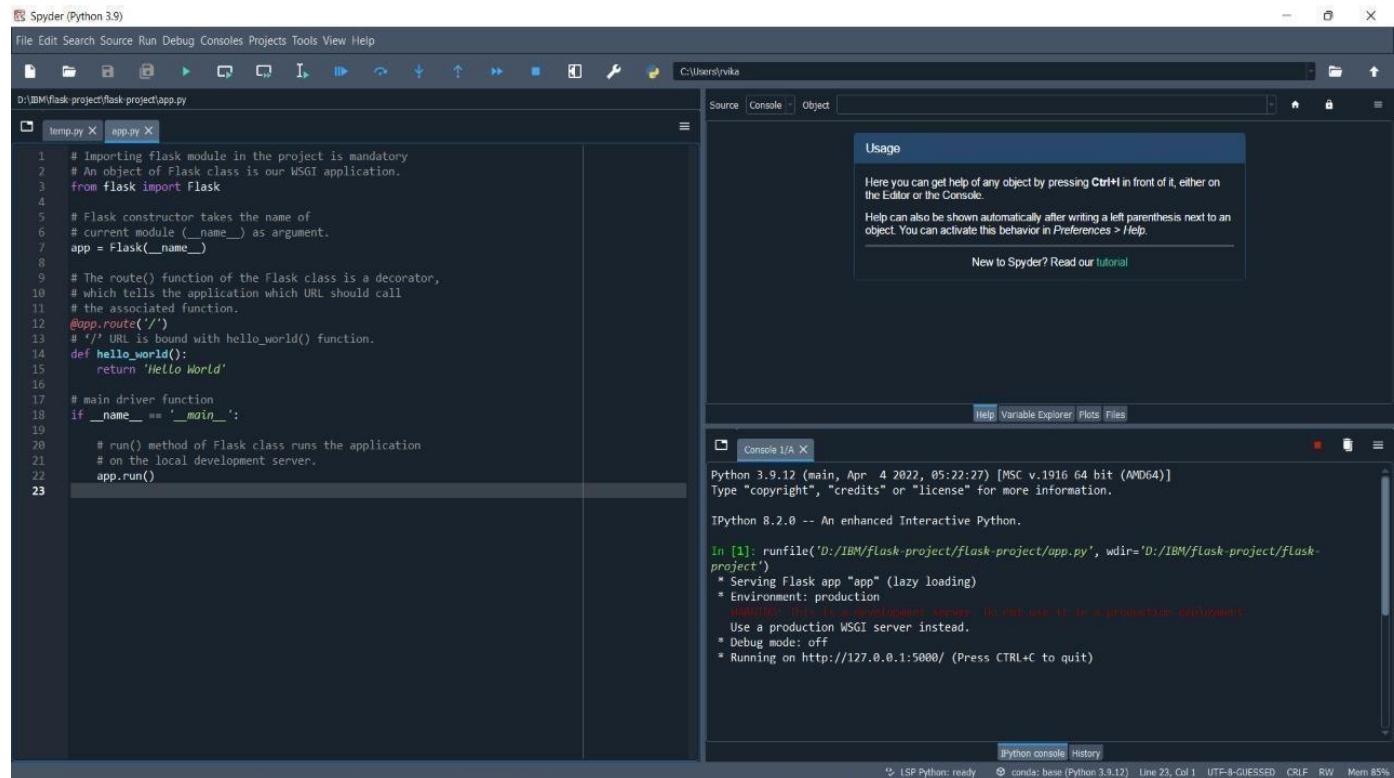 Spyder (Python 3.9)
File Edit Search Source Run Debug Consoles Projects Tools View Help
C:\Users\rvika
D:\IBM\flask-project\flask-project\app.py
temp.py X app.py X
1 # Importing flask module in the project is mandatory
2 # An object of Flask class is our WSGI application.
3 from flask import Flask
4
5 # Flask constructor takes the name of
6 # current module (__name__) as argument.
7 app = Flask(__name__)
8
9 # The route() function of the Flask class is a decorator,
10 # which tells the application which URL should call
11 # the associated function.
12 @app.route('/')
13 # ‘/’ URL is bound with hello_world() function.
14 def hello_world():
15 return 'Hello World'
16
17 # main driver function
18 if __name__ == '__main__':
19
20 # run() method of Flask class runs the application
21 # on the local development server.
22 app.run()
23
Source Console Object
Usage
Here you can get help of any object by pressing Ctrl+I in front of it, either on
the Editor or the Console.
Help can also be shown automatically after writing a left parenthesis next to an
object. You can activate this behavior in Preferences > Help.
New to Spyder? Read our tutorial
Help Variable Explorer Plots Files
Console 1/A X
Python 3.9.12 (main, Apr 4 2022, 05:22:27) [MSC v.1916 64 bit (AMD64)]
Type "copyright", "credits" or "license" for more information.
IPython 8.2.0 -- An enhanced Interactive Python.
In [1]: runfile('D:/IBM/flask-project/flask-project/app.py', wdir='D:/IBM/flask-project/flask-
project')
* Serving Flask app "app" (lazy loading)
* Environment: production
WARNING: This is a development server. Do not use it in a production deployment.
Use a production WSGI server instead.
* Debug mode: off
* Running on http://127.0.0.1:5000/ (Press CTRL+C to quit)
IPython console History
LSP Python: ready conda: base (Python 3.9.12) Line 23, Col 1 UTF-8-GUESSED CRLF RW Mem 85%